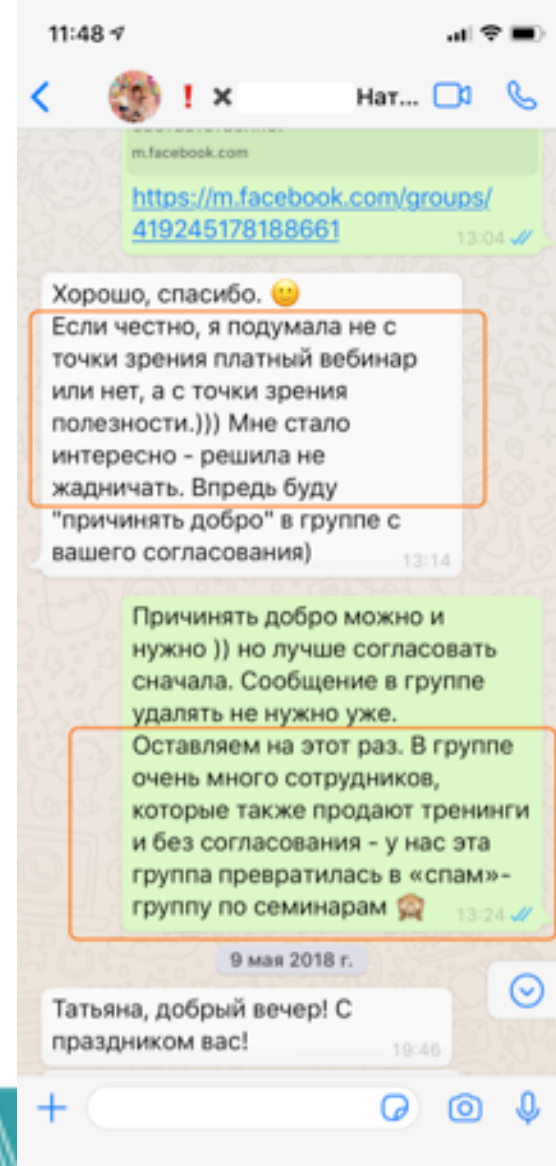 11:48
Нат...
m.facebook.com
https://m.facebook.com/groups/
419245178188661
13:04
Хорошо, спасибо. 🙂
Если честно, я подумала не с
точки зрения платный вебинар
или нет, а с точки зрения
полезности.))) Мне стало
интересно - решила не
жадничать. Впредь буду
"причинять добро" в группе с
вашего согласования)
13:14
Причинять добро можно и
нужно )) но лучше согласовать
сначала. Сообщение в группе
удалять не нужно уже.
Оставляем на этот раз. В группе
очень много сотрудников,
которые также продают тренинги
и без согласования - у нас эта
группа превратилась в «спам»-
группу по семинарам 🙈
13:24
9 мая 2018 г.
Татьяна, добрый вечер! С
праздником вас!
19:46